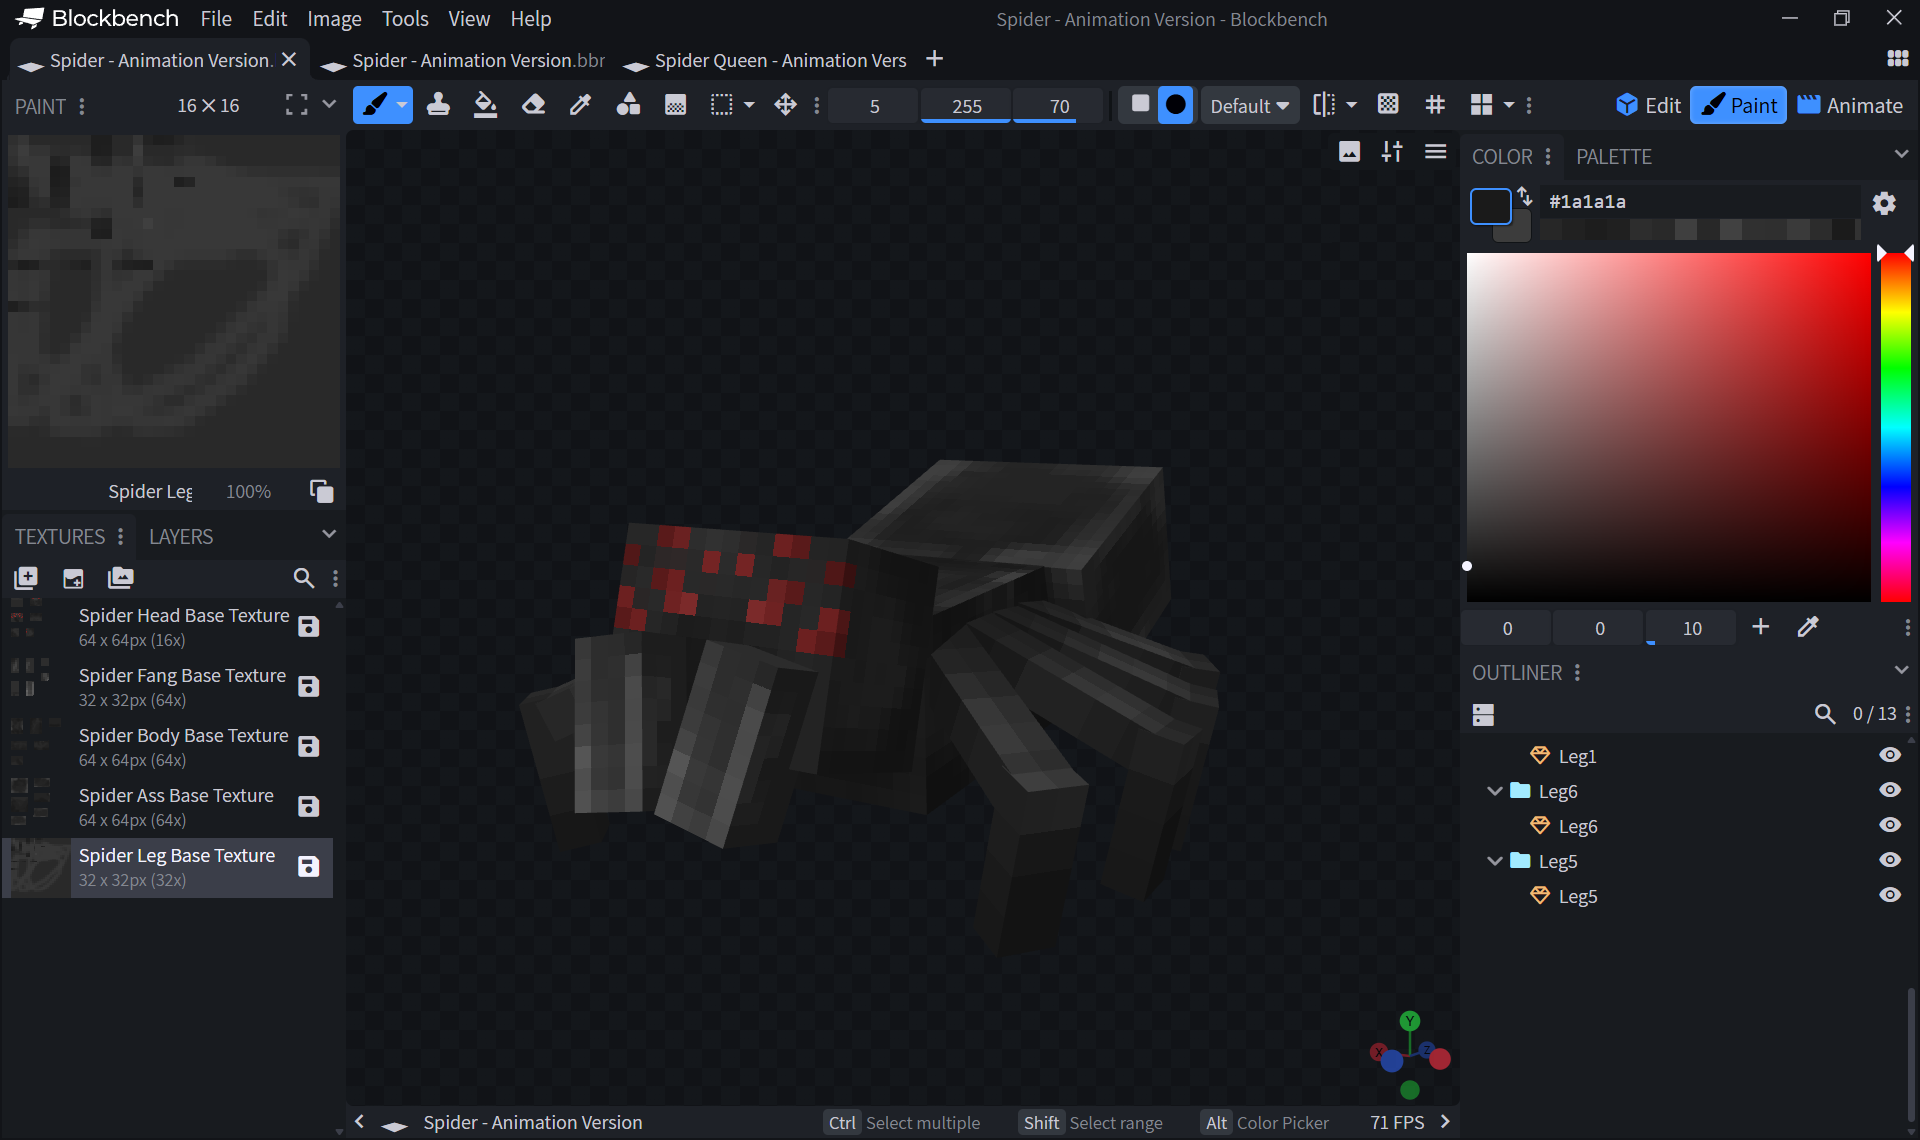 Blockbench File Edit Image Tools View Help Spider - Animation Version - Blockbench
Spider - Animation Version. Spider - Animation Version.bbr Spider Queen - Animation Vers
PAINT 16 × 16 5 255 70 Default Edit Paint Animate
COLOR PALETTE
#1a1a1a
Spider Leg 100%
TEXTURES LAYERS
Spider Head Base Texture
64 x 64px (16x)
Spider Fang Base Texture
32 x 32px (64x)
Spider Body Base Texture
64 x 64px (64x)
Spider Ass Base Texture
64 x 64px (64x)
Spider Leg Base Texture
32 x 32px (32x)
0 0 10
OUTLINER
0 / 13
Leg1
Leg6
Leg6
Leg5
Leg5
Y
X Z
Spider - Animation Version Ctrl Select multiple Shift Select range Alt Color Picker 71 FPS